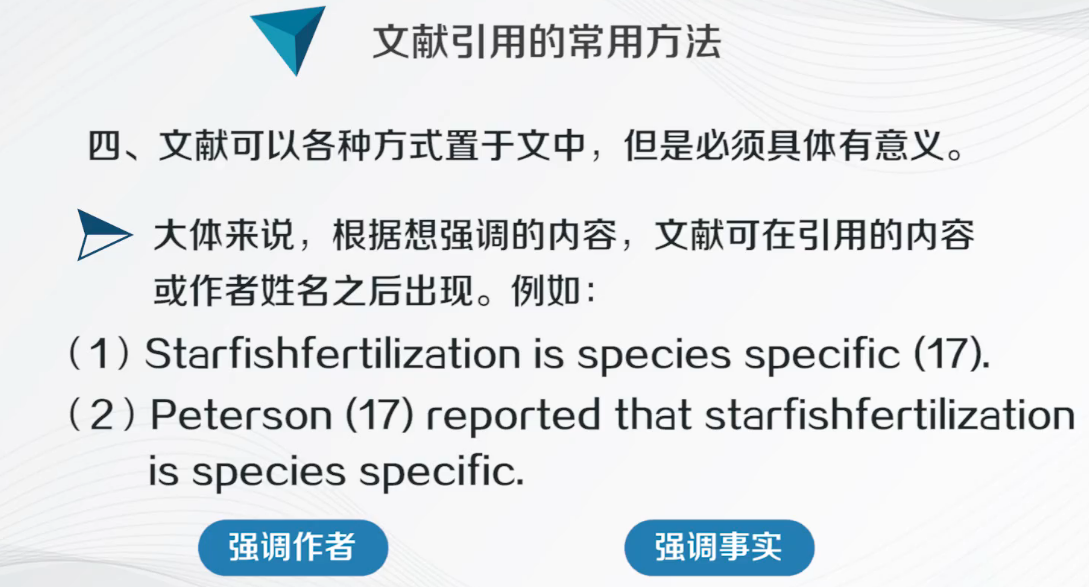 文献引用的常用方法
四、文献可以各种方式置于文中，但是必须具体有意义。
大体来说，根据想强调的内容，文献可在引用的内容
或作者姓名之后出现。例如：
（1）Starfishfertilization is species specific (17).
（2）Peterson (17) reported that starfishfertilization
is species specific.
强调作者
强调事实